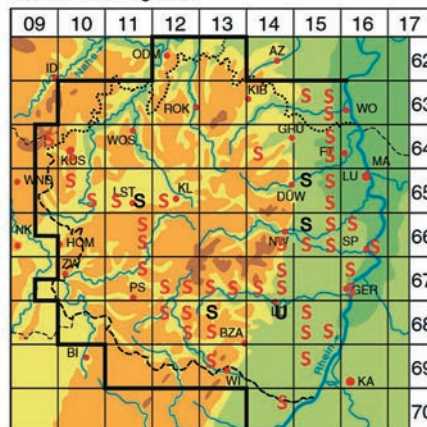 09 10 11 12 13 14 15 16 17
ODM AZ 62
ID Nahe
KIB S S 63
ROK S WO
S WOS GRÜ S 64
KUS S S FT S MA
WND S LU
LST KL S 65
S S S S S DÜW
NK S S S S 66
HOM S NW S S SP
ZW S S S 67
PS S S S S S S GER
S S S U S 68
S S BZA S S
BI S S 69
WI KA
S Rhein 70